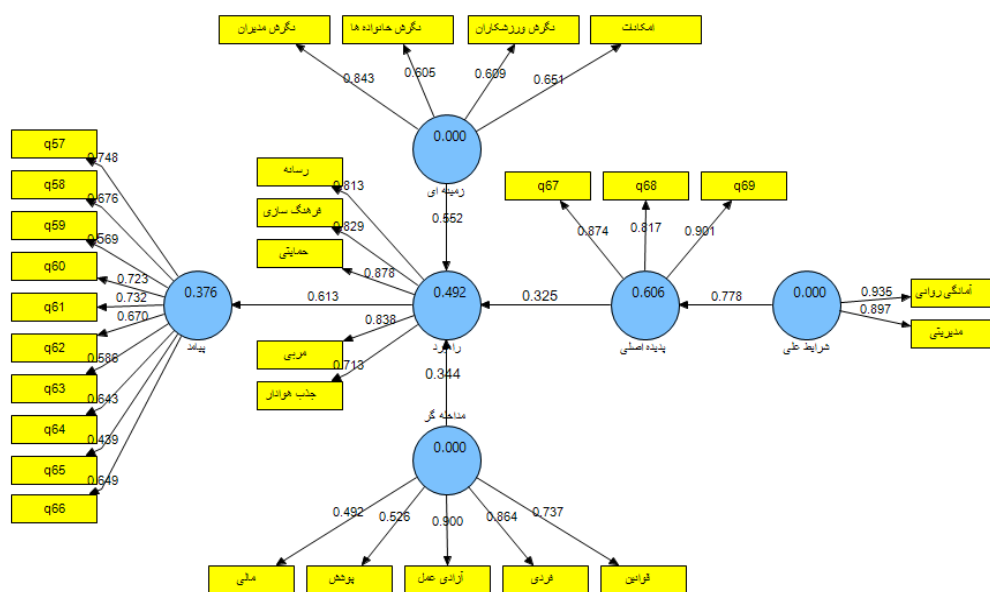 نگرش مدیران
نگرش خانواده ها
نگرش ورزشکاران
امکانات
0.843
0.605
0.609
0.651
0.000
زمینه ای
0.552
q57
q58
q59
q60
q61
q62
q63
q64
q65
q66
0.748
0.676
0.569
0.723
0.732
0.670
0.588
0.643
0.439
0.649
0.376
پیامد
0.613
رسانه
فرهنگ سازی
حمایتی
مربی
جذب هوادار
0.813
0.829
0.878
0.838
0.713
0.492
راهبرد
0.325
q67
q68
q69
0.874
0.817
0.901
0.606
پدیده اصلی
0.778
0.000
شرایط علی
0.935
0.897
آمادگی روانی
مدیریتی
0.344
مداخله گر
0.000
0.492
0.526
0.900
0.864
0.737
مالی
پوشش
آزادی عمل
فردی
قوانین